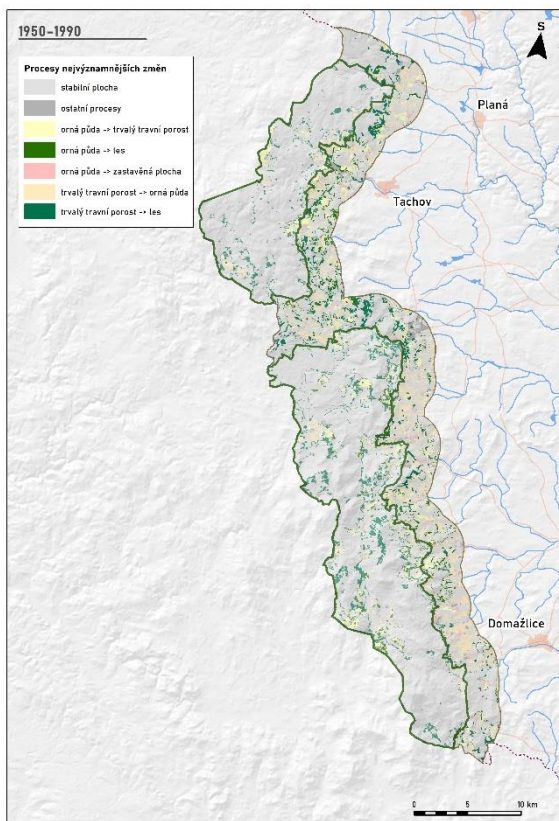 1950-1990
S
Procesy nejvýznamnějších změn
stabilní plocha
ostatní procesy
orná půda -> trvalý travní porost
orná půda -> les
orná půda -> zastavěná plocha
trvalý travní porost -> orná půda
trvalý travní porost -> les
Planá
Tachov
Domažlice
0 5 10 km